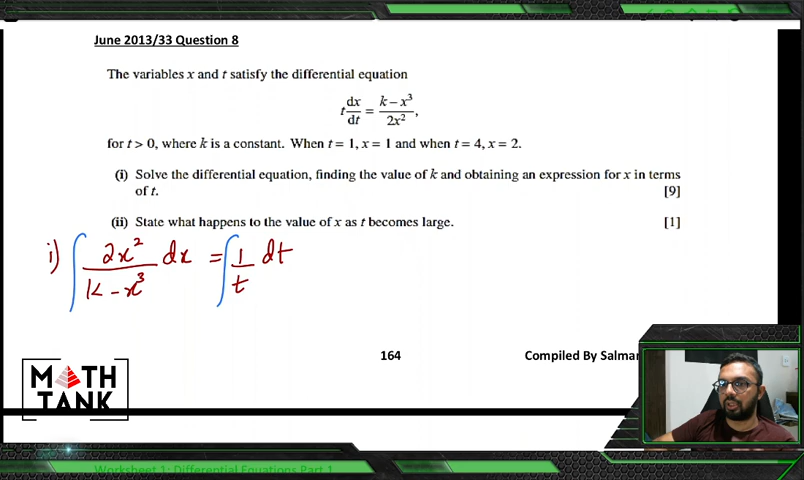 June 2013/33 Question 8
The variables x and t satisfy the differential equation
t dx/dt = (k − x³)/(2x²),
for t > 0, where k is a constant. When t = 1, x = 1 and when t = 4, x = 2.
(i) Solve the differential equation, finding the value of k and obtaining an expression for x in terms
of t. [9]
(ii) State what happens to the value of x as t becomes large. [1]
i) ∫ 2x²/(k − x³) dx = ∫ 1/t dt
164 Compiled By Salman
MATH
TANK
Worksheet 1: Differential Equations Part 1